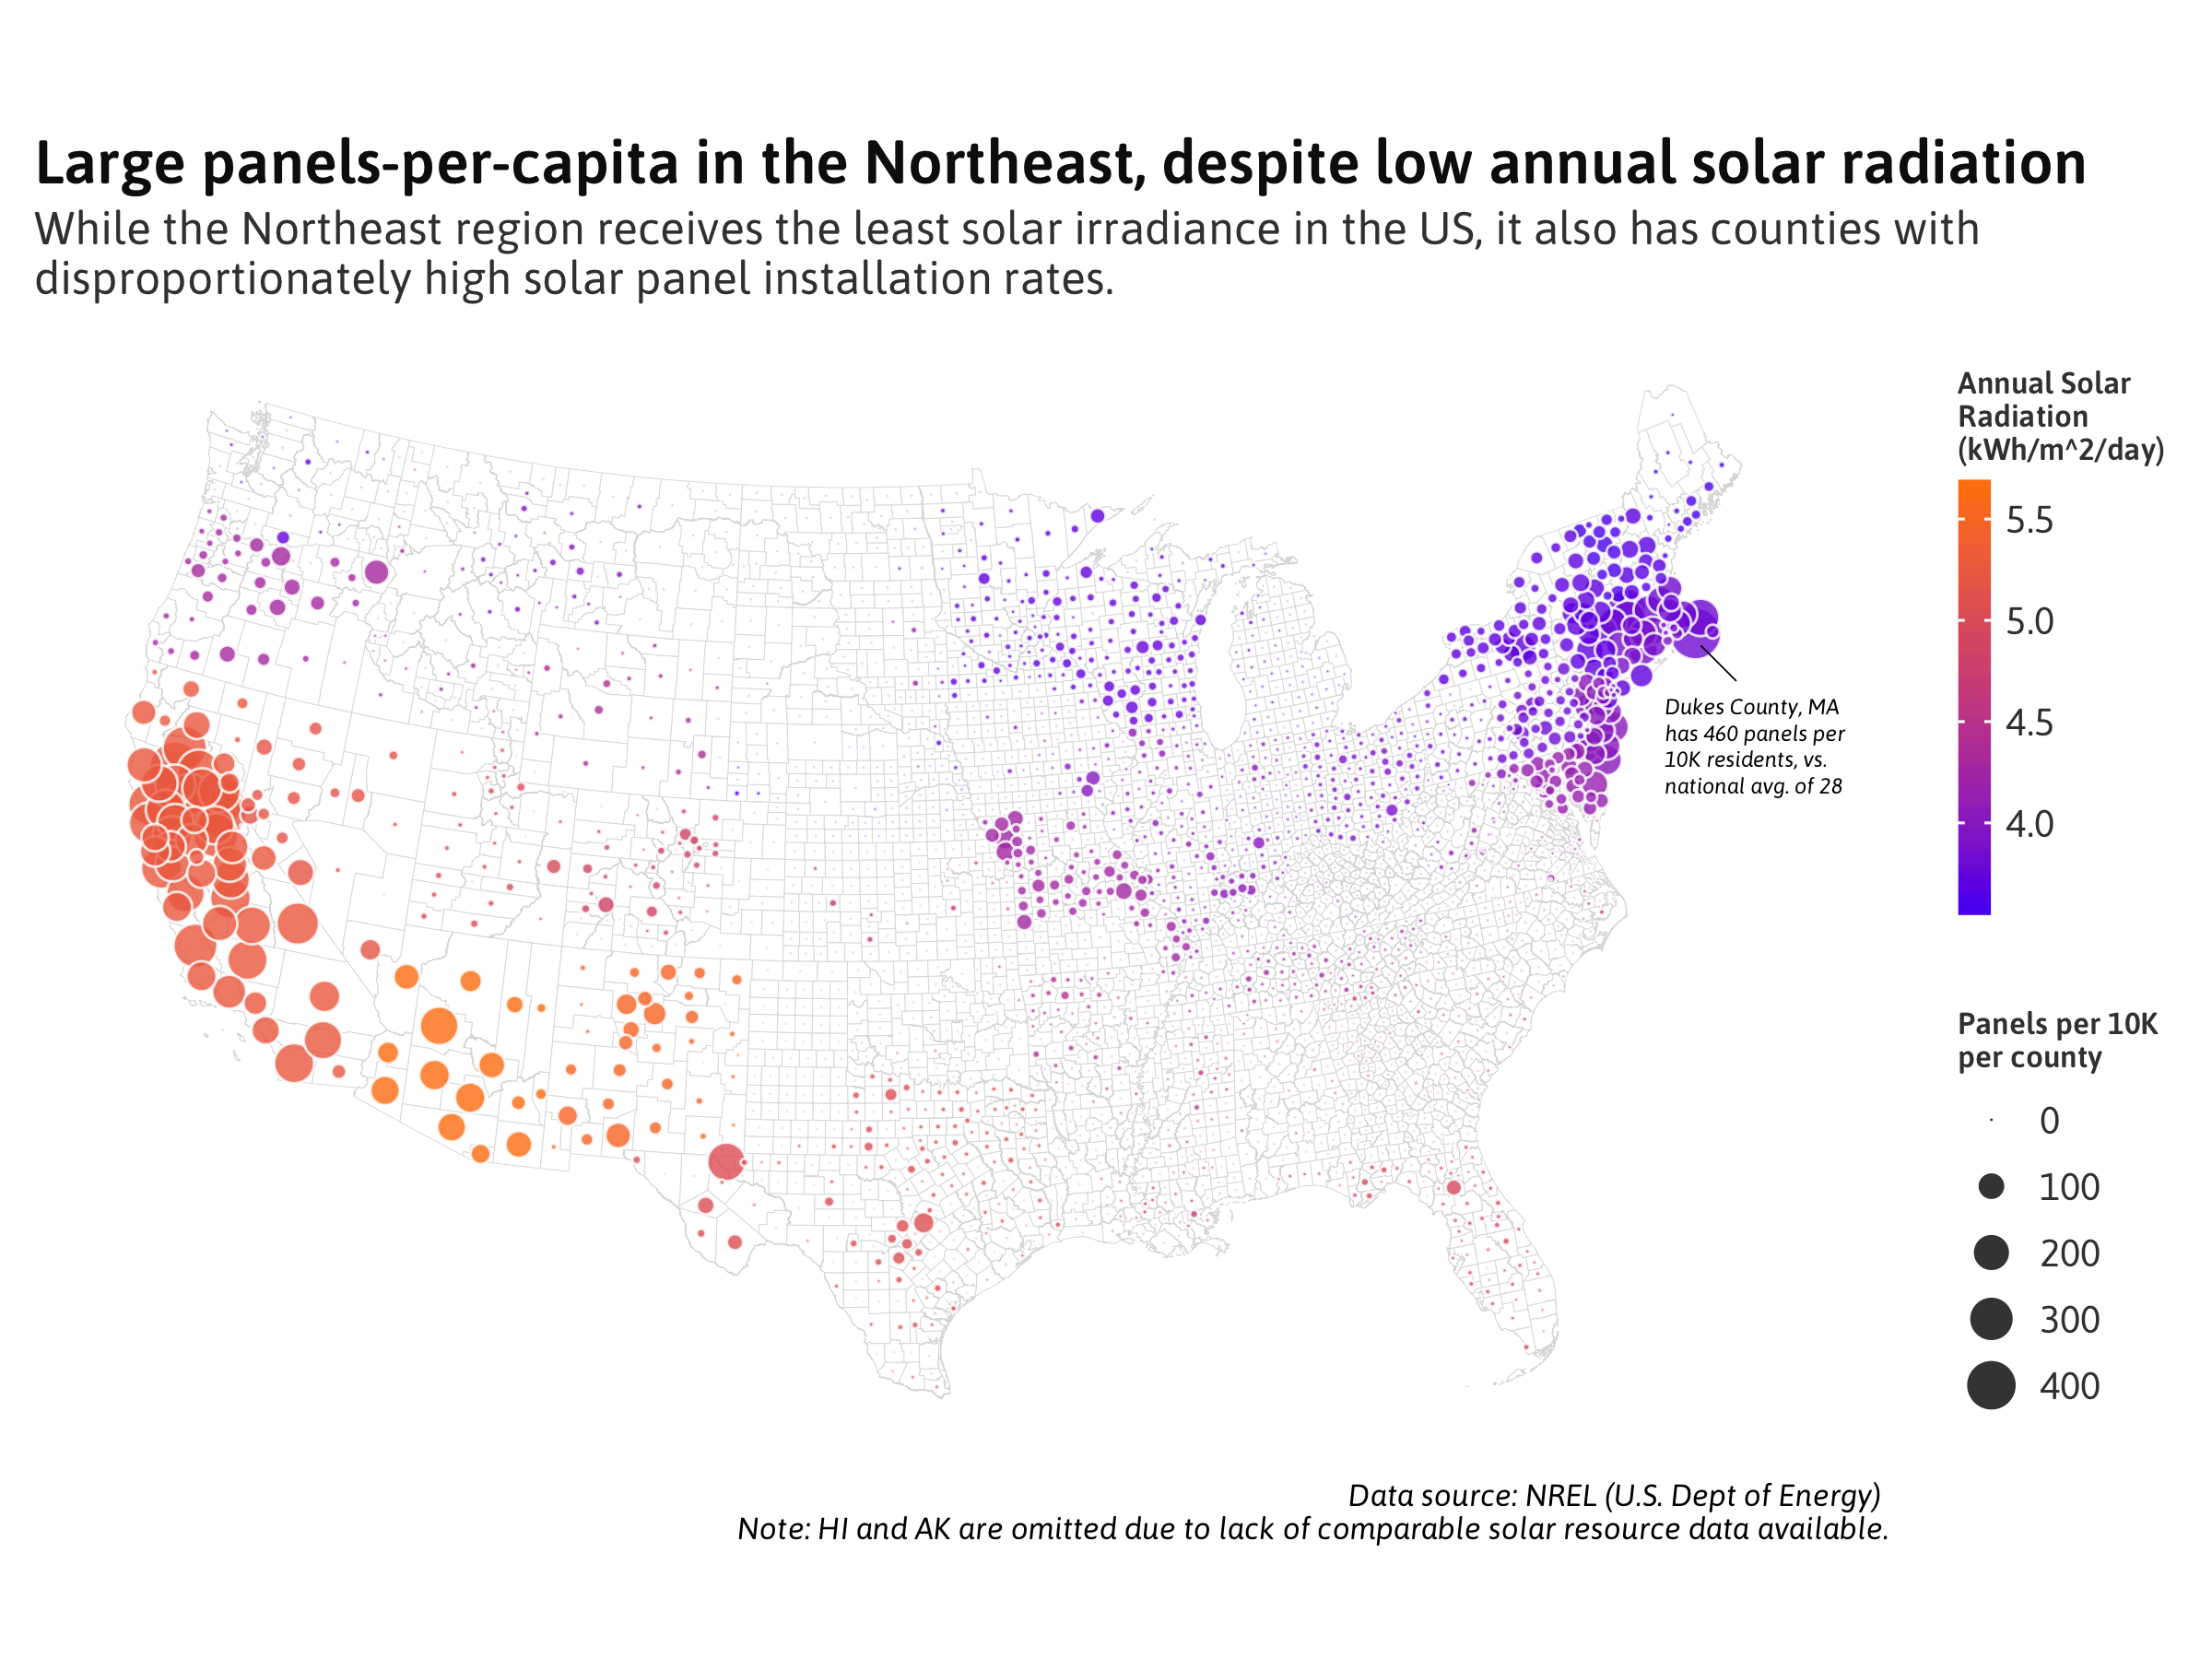 Large panels-per-capita in the Northeast, despite low annual solar radiation
While the Northeast region receives the least solar irradiance in the US, it also has counties with
disproportionately high solar panel installation rates.
Annual Solar
Radiation
(kWh/m^2/day)
5.5
5.0
4.5
4.0
Dukes County, MA
has 460 panels per
10K residents, vs.
national avg. of 28
Panels per 10K
per county
0
100
200
300
400
Data source: NREL (U.S. Dept of Energy)
Note: HI and AK are omitted due to lack of comparable solar resource data available.